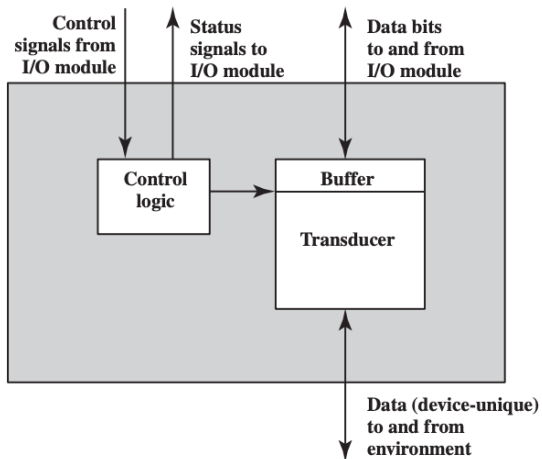 Control
signals from
I/O module
Status
signals to
I/O module
Data bits
to and from
I/O module
Control
logic
Buffer
Transducer
Data (device-unique)
to and from
environment